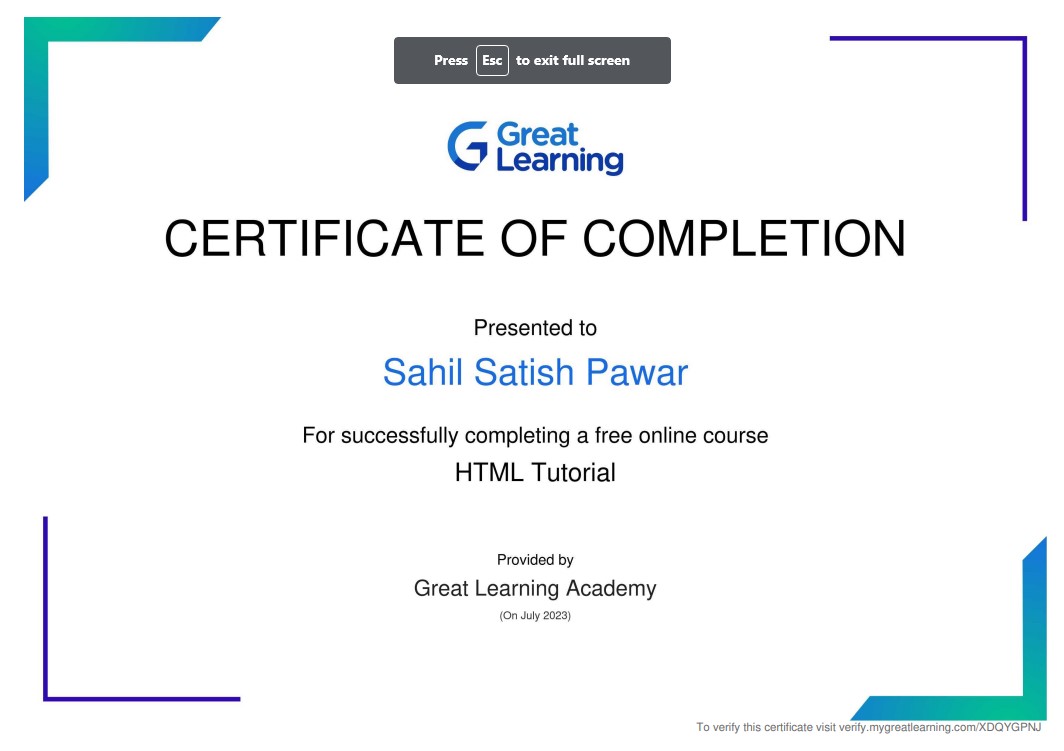 Press Esc to exit full screen
Great
Learning
CERTIFICATE OF COMPLETION
Presented to
Sahil Satish Pawar
For successfully completing a free online course
HTML Tutorial
Provided by
Great Learning Academy
(On July 2023)
To verify this certificate visit verify.mygreatlearning.com/XDQYGPNJ